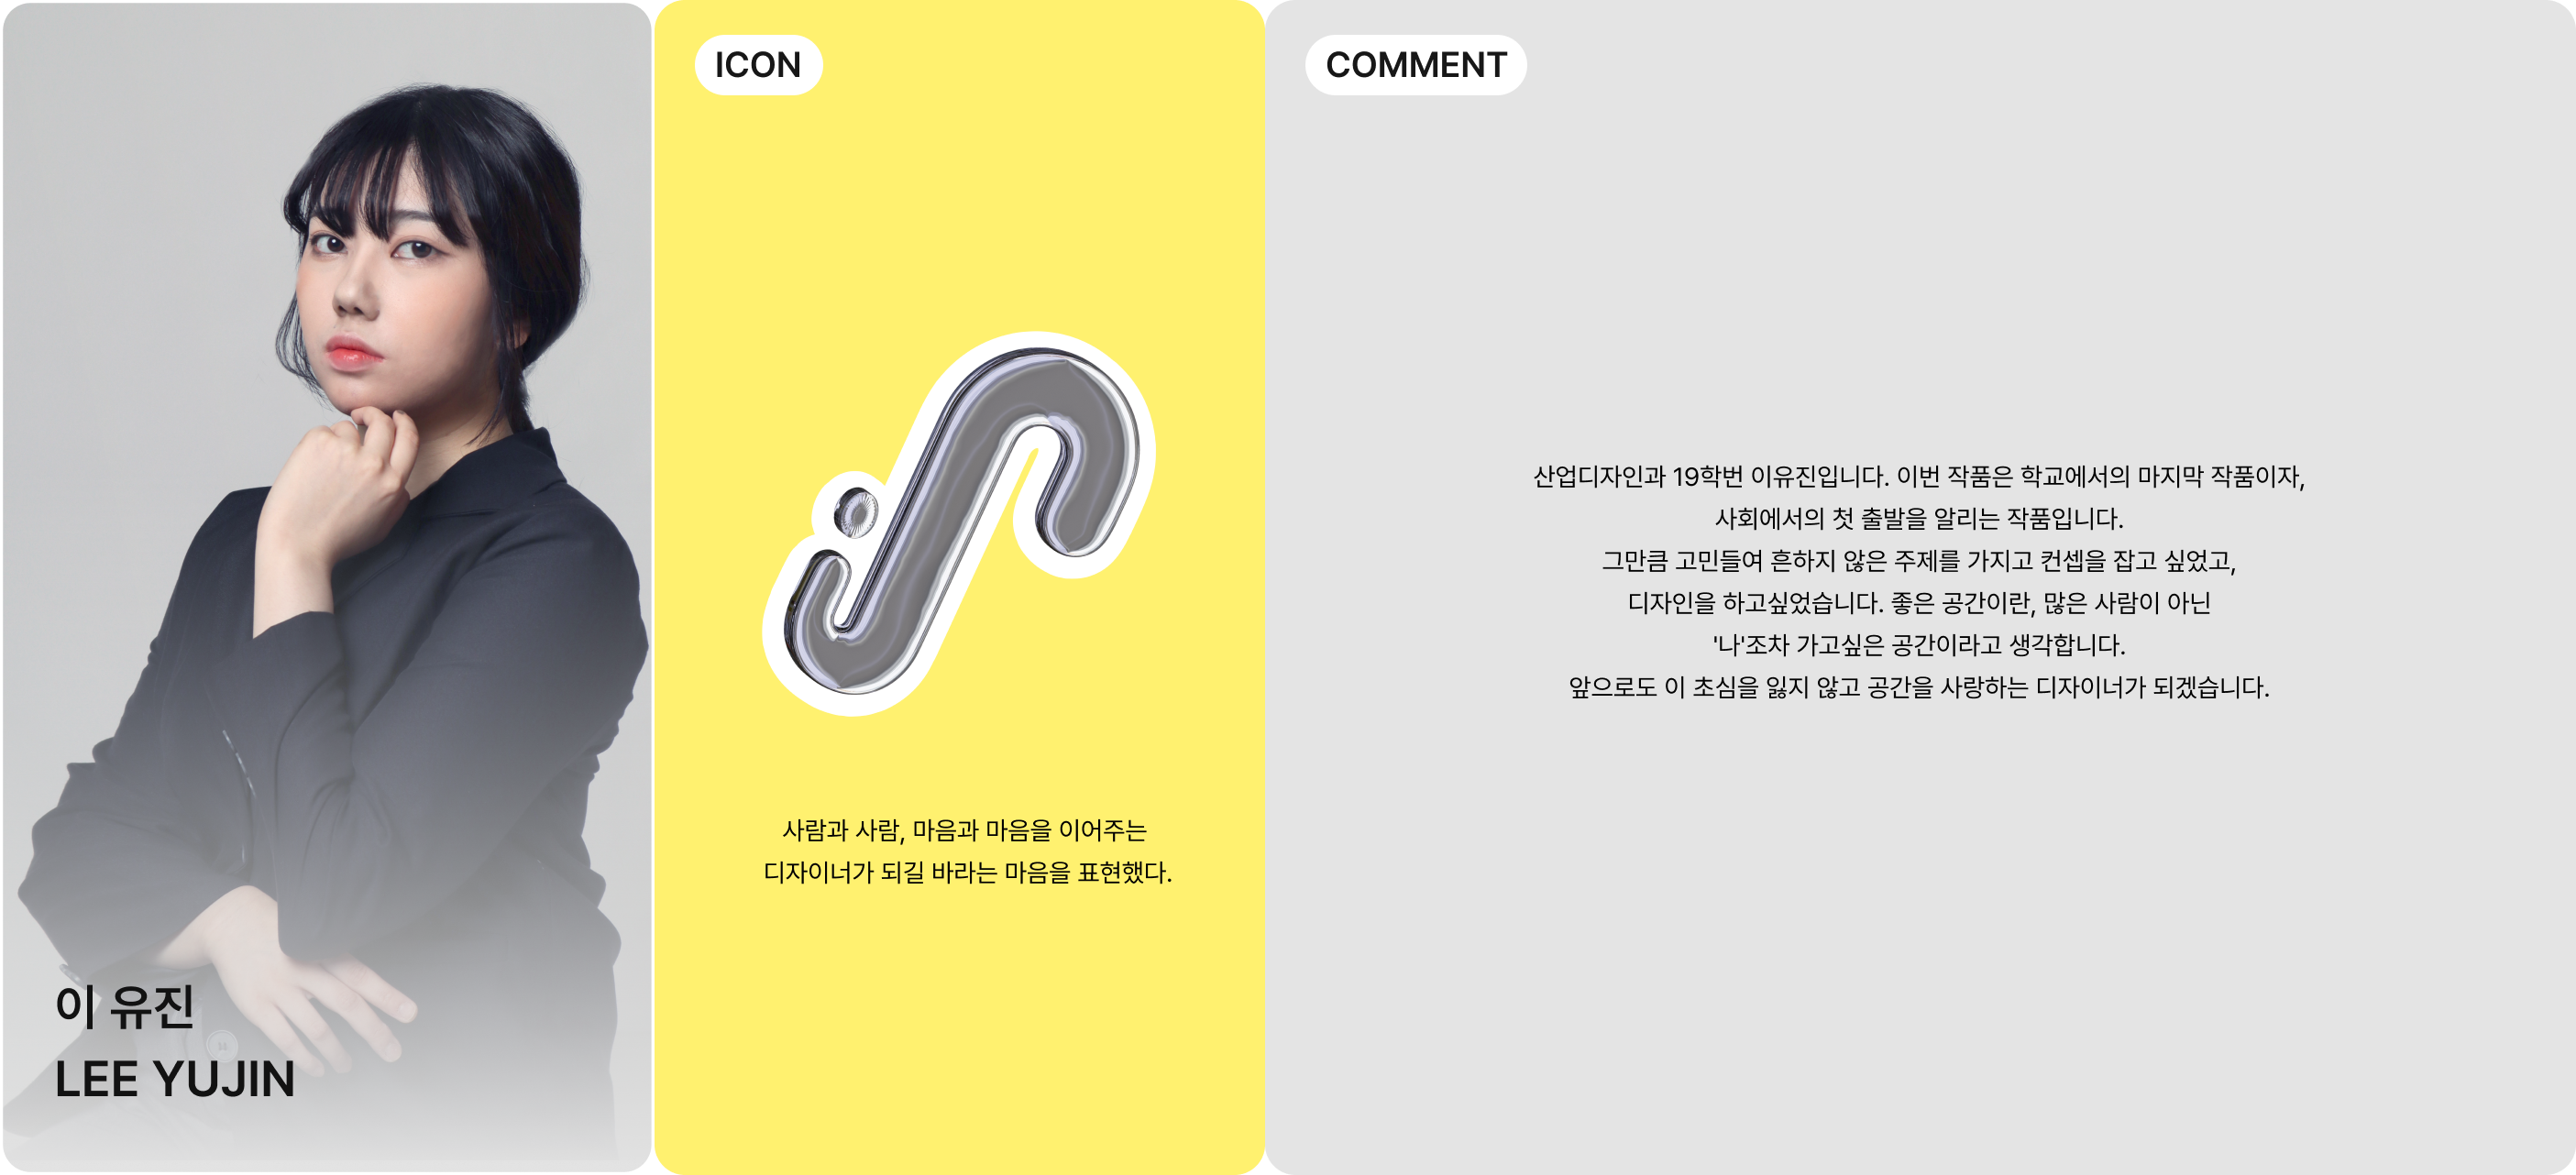 이 유진
LEE YUJIN
ICON
사람과 사람, 마음과 마음을 이어주는
디자이너가 되길 바라는 마음을 표현했다.
COMMENT
산업디자인과 19학번 이유진입니다. 이번 작품은 학교에서의 마지막 작품이자,
사회에서의 첫 출발을 알리는 작품입니다.
그만큼 고민들여 흔하지 않은 주제를 가지고 컨셉을 잡고 싶었고,
디자인을 하고싶었습니다. 좋은 공간이란, 많은 사람이 아닌
'나'조차 가고싶은 공간이라고 생각합니다.
앞으로도 이 초심을 잃지 않고 공간을 사랑하는 디자이너가 되겠습니다.